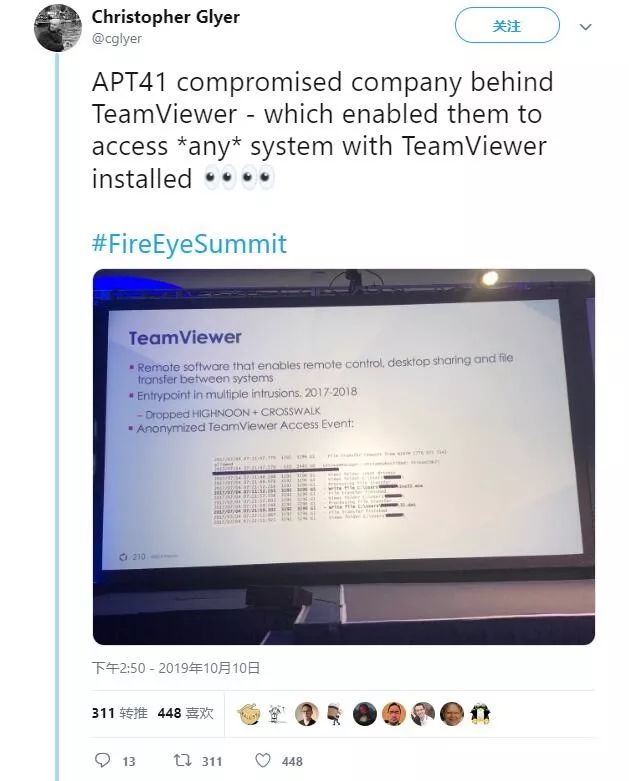 Christopher Glyer
@cglyer
关注
APT41 compromised company behind
TeamViewer - which enabled them to
access *any* system with TeamViewer
installed 👀👀
#FireEyeSummit
TeamViewer
▪ Remote software that enables remote control, desktop sharing and file
transfer between systems
▪ Entrypoint in multiple intrusions, 2017-2018
– Dropped HIGHNOON + CROSSWALK
▪ Anonymized TeamViewer Access Event:
210
下午2:50 - 2019年10月10日
311 转推 448 喜欢
13 311 448